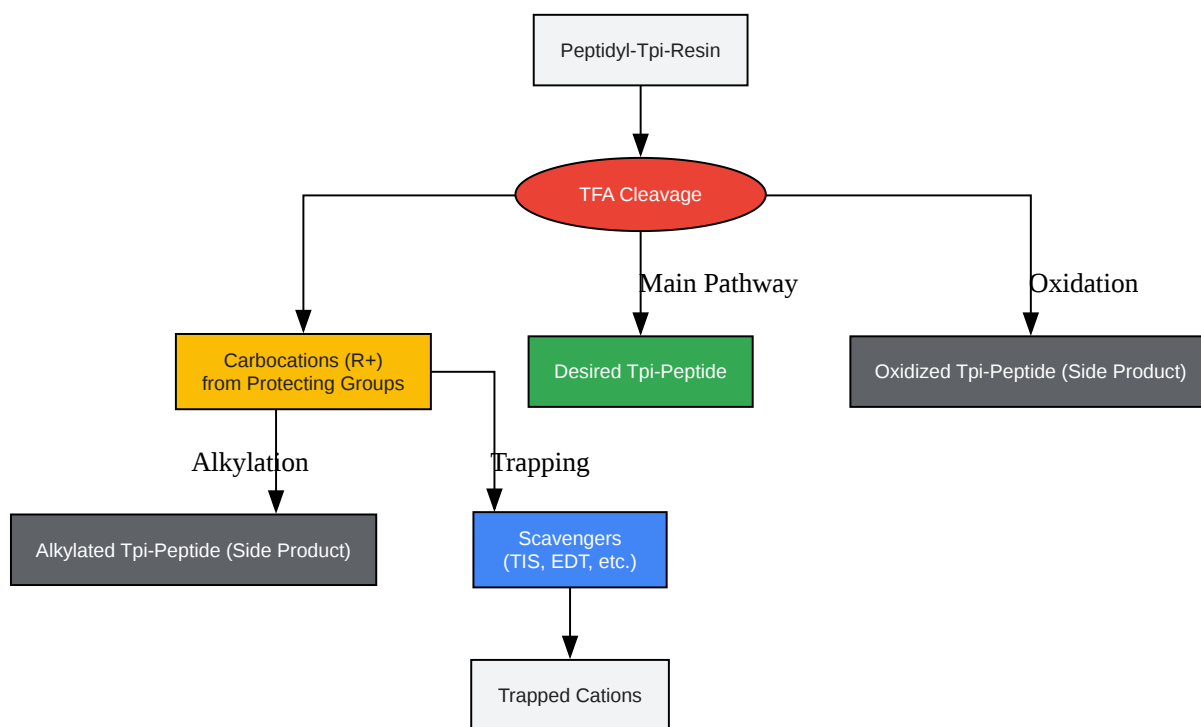 Peptidyl-Tpi-Resin
TFA Cleavage
Main Pathway
Oxidation
Carbocations (R+)
from Protecting Groups
Desired Tpi-Peptide
Oxidized Tpi-Peptide (Side Product)
Alkylation
Trapping
Alkylated Tpi-Peptide (Side Product)
Scavengers
(TIS, EDT, etc.)
Trapped Cations